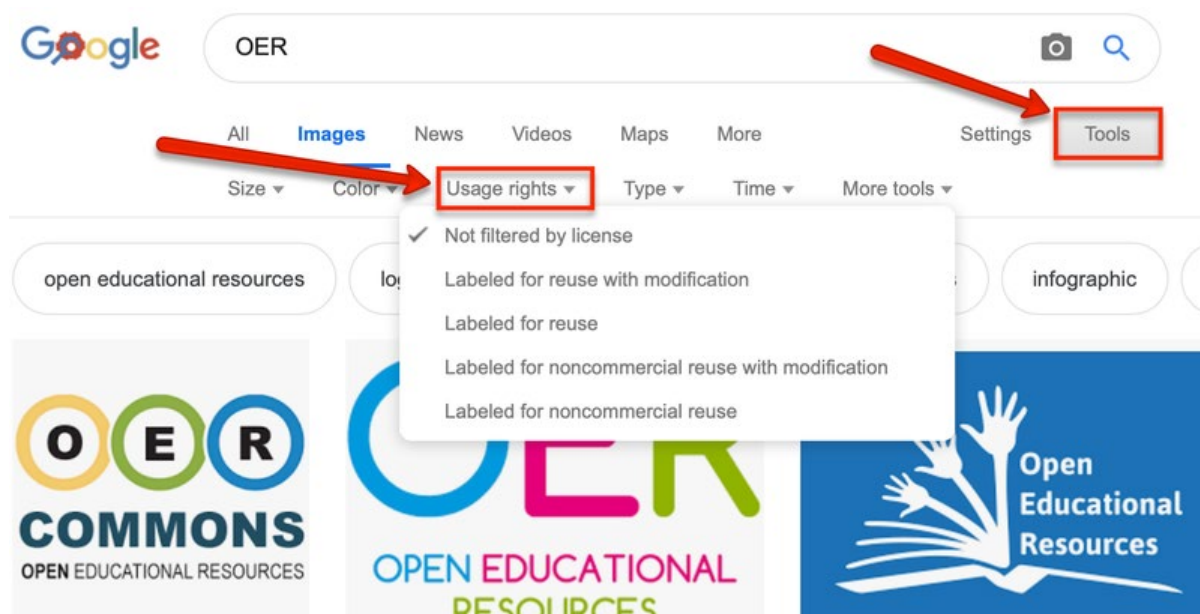 Google
OER
All Images News Videos Maps More Settings Tools
Size Color Usage rights Type Time More tools
Not filtered by license
open educational resources
infographic
Labeled for reuse with modification
Labeled for reuse
Labeled for noncommercial reuse with modification
Labeled for noncommercial reuse
OER
COMMONS
OPEN EDUCATIONAL RESOURCES
OER
OPEN EDUCATIONAL
RESOURCES
Open
Educational
Resources